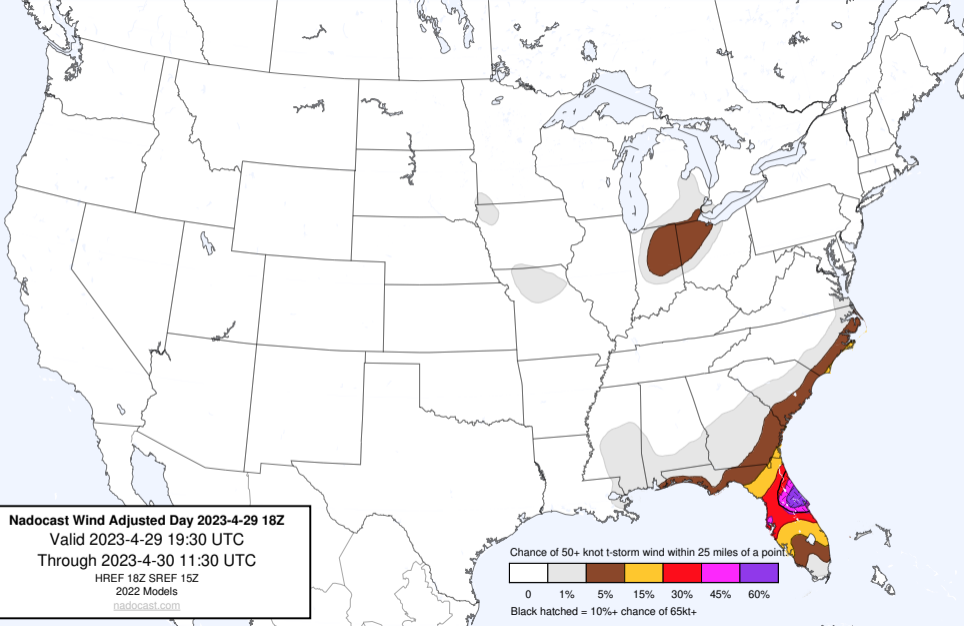 Nadocast Wind Adjusted Day 2023-4-29 18Z
Valid 2023-4-29 19:30 UTC
Through 2023-4-30 11:30 UTC
HREF 18Z SREF 15Z
2022 Models
nadocast.com
Chance of 50+ knot t-storm wind within 25 miles of a point.
0 1% 5% 15% 30% 45% 60%
Black hatched = 10%+ chance of 65kt+